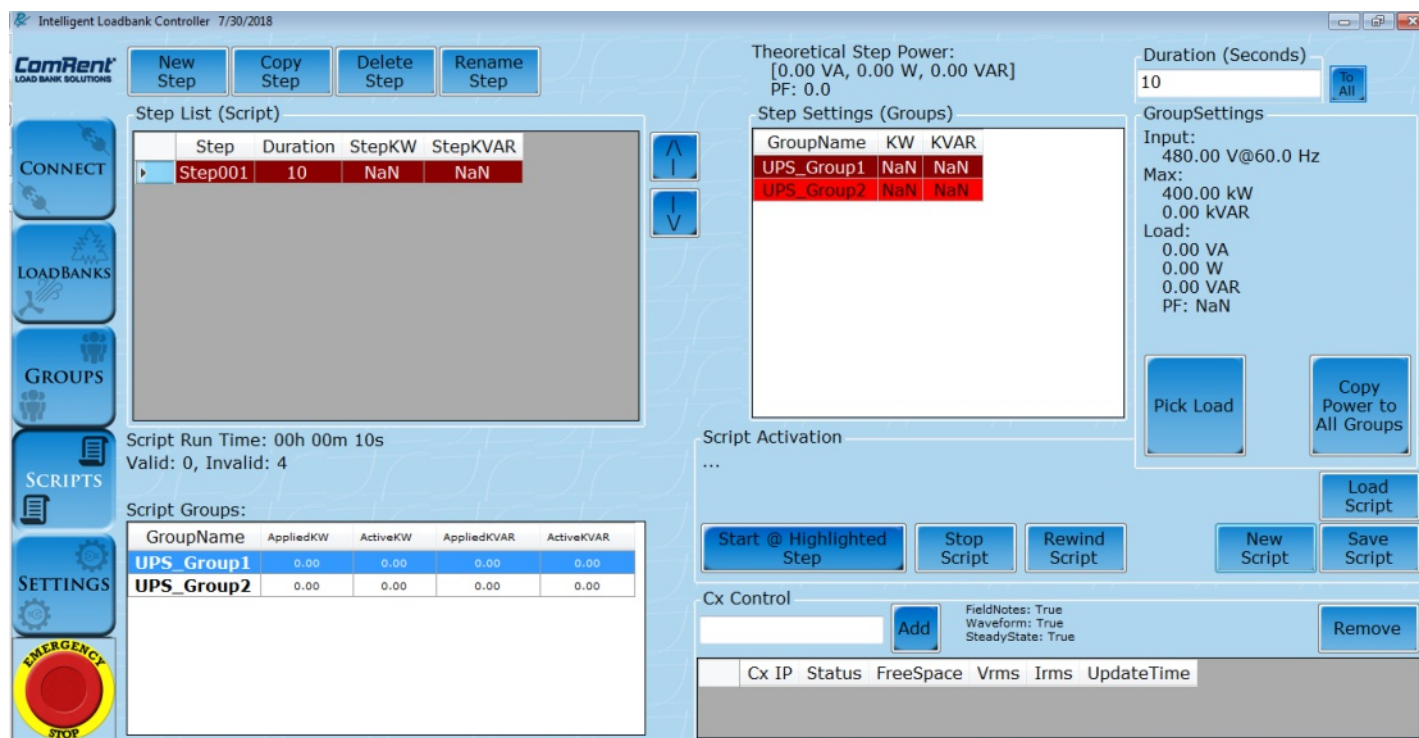 Intelligent Loadbank Controller 7/30/2018
ComRent
LOAD BANK SOLUTIONS
New Step
Copy Step
Delete Step
Rename Step
Theoretical Step Power:
[0.00 VA, 0.00 W, 0.00 VAR]
PF: 0.0
Duration (Seconds)
10
To All
CONNECT
LOADBANKS
GROUPS
SCRIPTS
SETTINGS
EMERGENCY
STOP
Step List (Script)
Step Duration StepKW StepKVAR
Step001 10 NaN NaN
Step Settings (Groups)
GroupName KW KVAR
UPS_Group1 NaN NaN
UPS_Group2 NaN NaN
GroupSettings
Input:
480.00 V@60.0 Hz
Max:
400.00 kW
0.00 kVAR
Load:
0.00 VA
0.00 W
0.00 VAR
PF: NaN
Pick Load
Copy Power to All Groups
Script Run Time: 00h 00m 10s
Valid: 0, Invalid: 4
Script Groups:
GroupName AppliedKW ActiveKW AppliedKVAR ActiveKVAR
UPS_Group1 0.00 0.00 0.00 0.00
UPS_Group2 0.00 0.00 0.00 0.00
Script Activation
...
Load Script
Start @ Highlighted Step
Stop Script
Rewind Script
New Script
Save Script
Cx Control
Add
FieldNotes: True
Waveform: True
SteadyState: True
Remove
Cx IP Status FreeSpace Vrms Irms UpdateTime